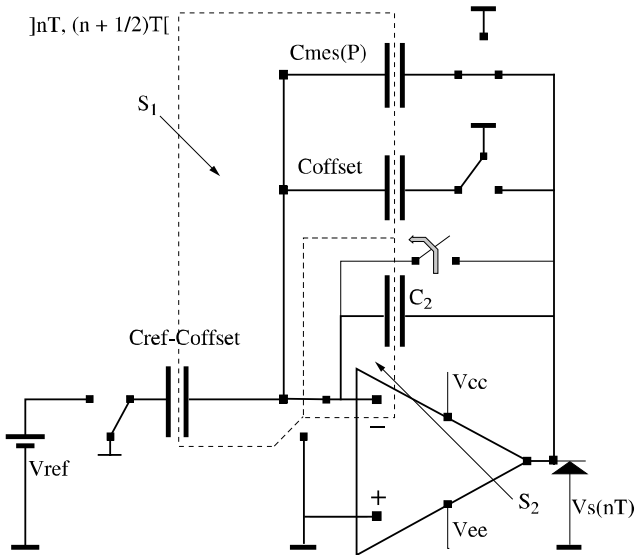 ]nT, (n + 1/2)T[
Cmes(P)
S1
Coffset
C2
Cref-Coffset
Vcc
Vref
−
+
Vee
S2
Vs(nT)